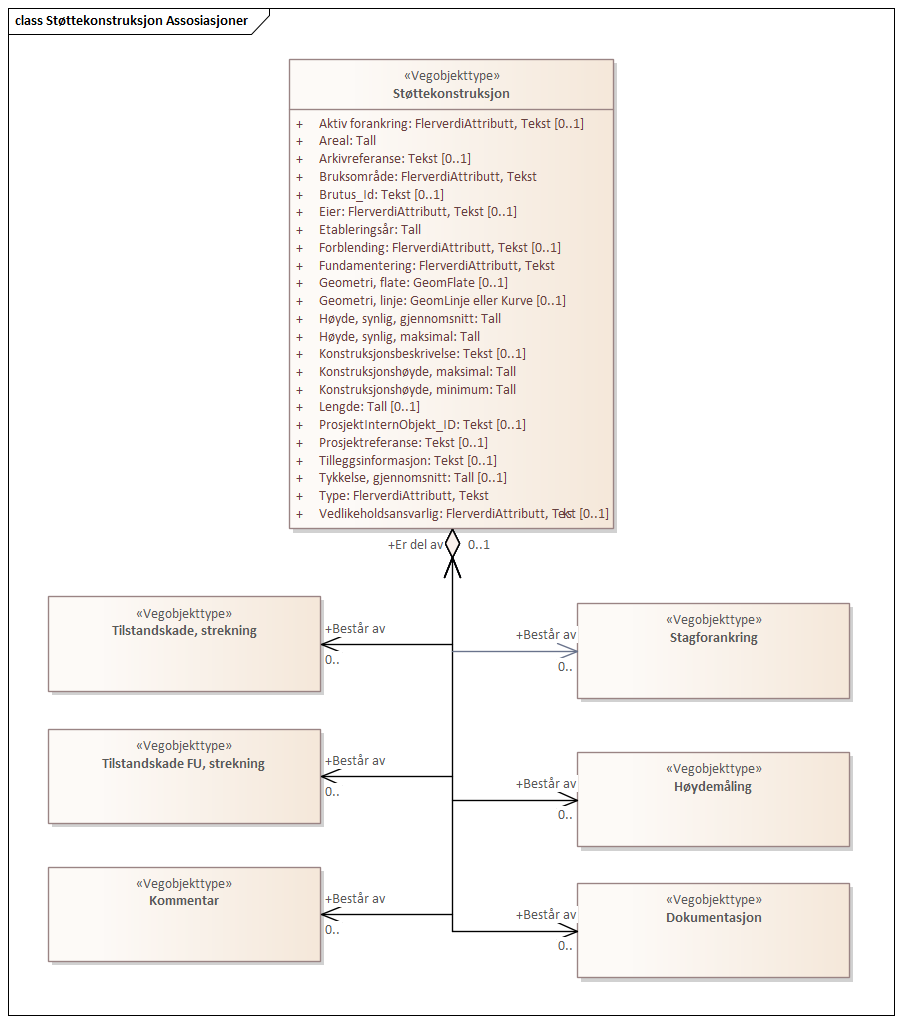 class Støttekonstruksjon Assosiasjoner
«Vegobjekttype»
Støttekonstruksjon
+ Aktiv forankring: FlerverdiAttributt, Tekst [0..1]
+ Areal: Tall
+ Arkivreferanse: Tekst [0..1]
+ Bruksområde: FlerverdiAttributt, Tekst
+ Brutus_Id: Tekst [0..1]
+ Eier: FlerverdiAttributt, Tekst [0..1]
+ Etableringsår: Tall
+ Forblending: FlerverdiAttributt, Tekst [0..1]
+ Fundamentering: FlerverdiAttributt, Tekst
+ Geometri, flate: GeomFlate [0..1]
+ Geometri, linje: GeomLinje eller Kurve [0..1]
+ Høyde, synlig, gjennomsnitt: Tall
+ Høyde, synlig, maksimal: Tall
+ Konstruksjonsbeskrivelse: Tekst [0..1]
+ Konstruksjonshøyde, maksimal: Tall
+ Konstruksjonshøyde, minimum: Tall
+ Lengde: Tall [0..1]
+ ProsjektInternObjekt_ID: Tekst [0..1]
+ Prosjektreferanse: Tekst [0..1]
+ Tilleggsinformasjon: Tekst [0..1]
+ Tykkelse, gjennomsnitt: Tall [0..1]
+ Type: FlerverdiAttributt, Tekst
+ Vedlikeholdsansvarlig: FlerverdiAttributt, Tekst [0..1]
+Er del av 0..1
«Vegobjekttype»
Tilstandskade, strekning
+Består av
0..
«Vegobjekttype»
Stagforankring
+Består av
0..
«Vegobjekttype»
Tilstandskade FU, strekning
+Består av
0..
«Vegobjekttype»
Høydemåling
+Består av
0..
«Vegobjekttype»
Kommentar
+Består av
0..
«Vegobjekttype»
Dokumentasjon
+Består av
0..